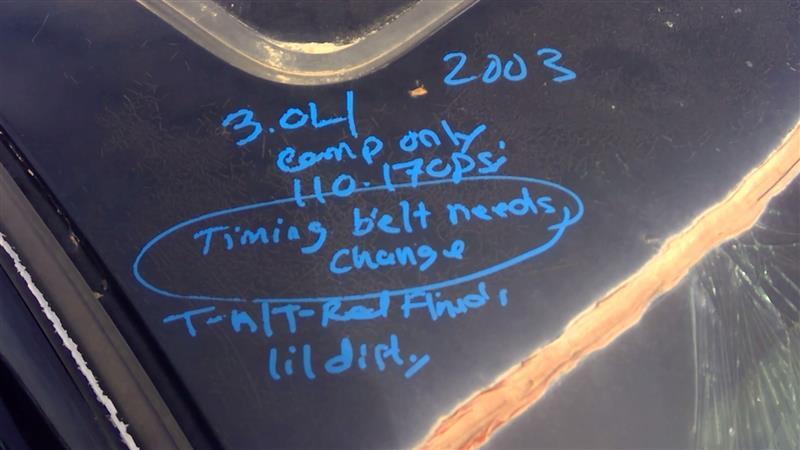 2003
3.0L
comp only
110-170psi
Timing belt needs
change
T-n/T-Red Fluid,
lil dirty